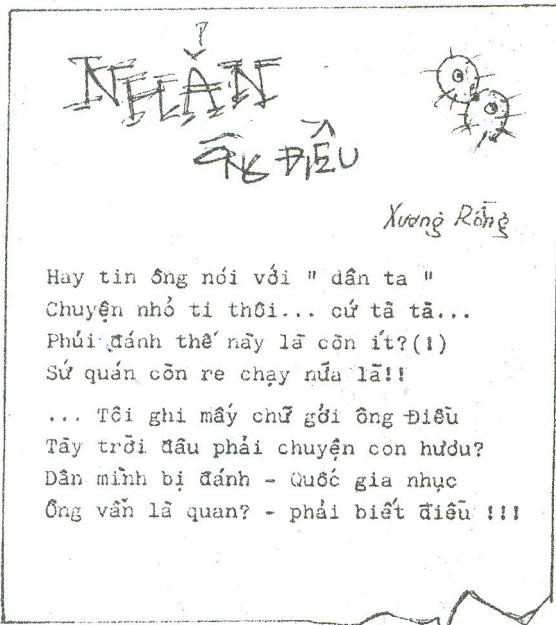 NHẮN
ÔNG ĐIỀU
Xương Rồng
Hay tin ông nói với " dân ta "
Chuyện nhỏ tí thôi... cứ tà tà...
Phúi đánh thế này là còn ít?(!)
Sứ quán còn re chạy nữa là!!
... Tôi ghi mấy chữ gởi ông Điều
Tây trời đâu phải chuyện con hươu?
Dân mình bị đánh - Quốc gia nhục
Ông vẫn là quan? - phải biết điều !!!